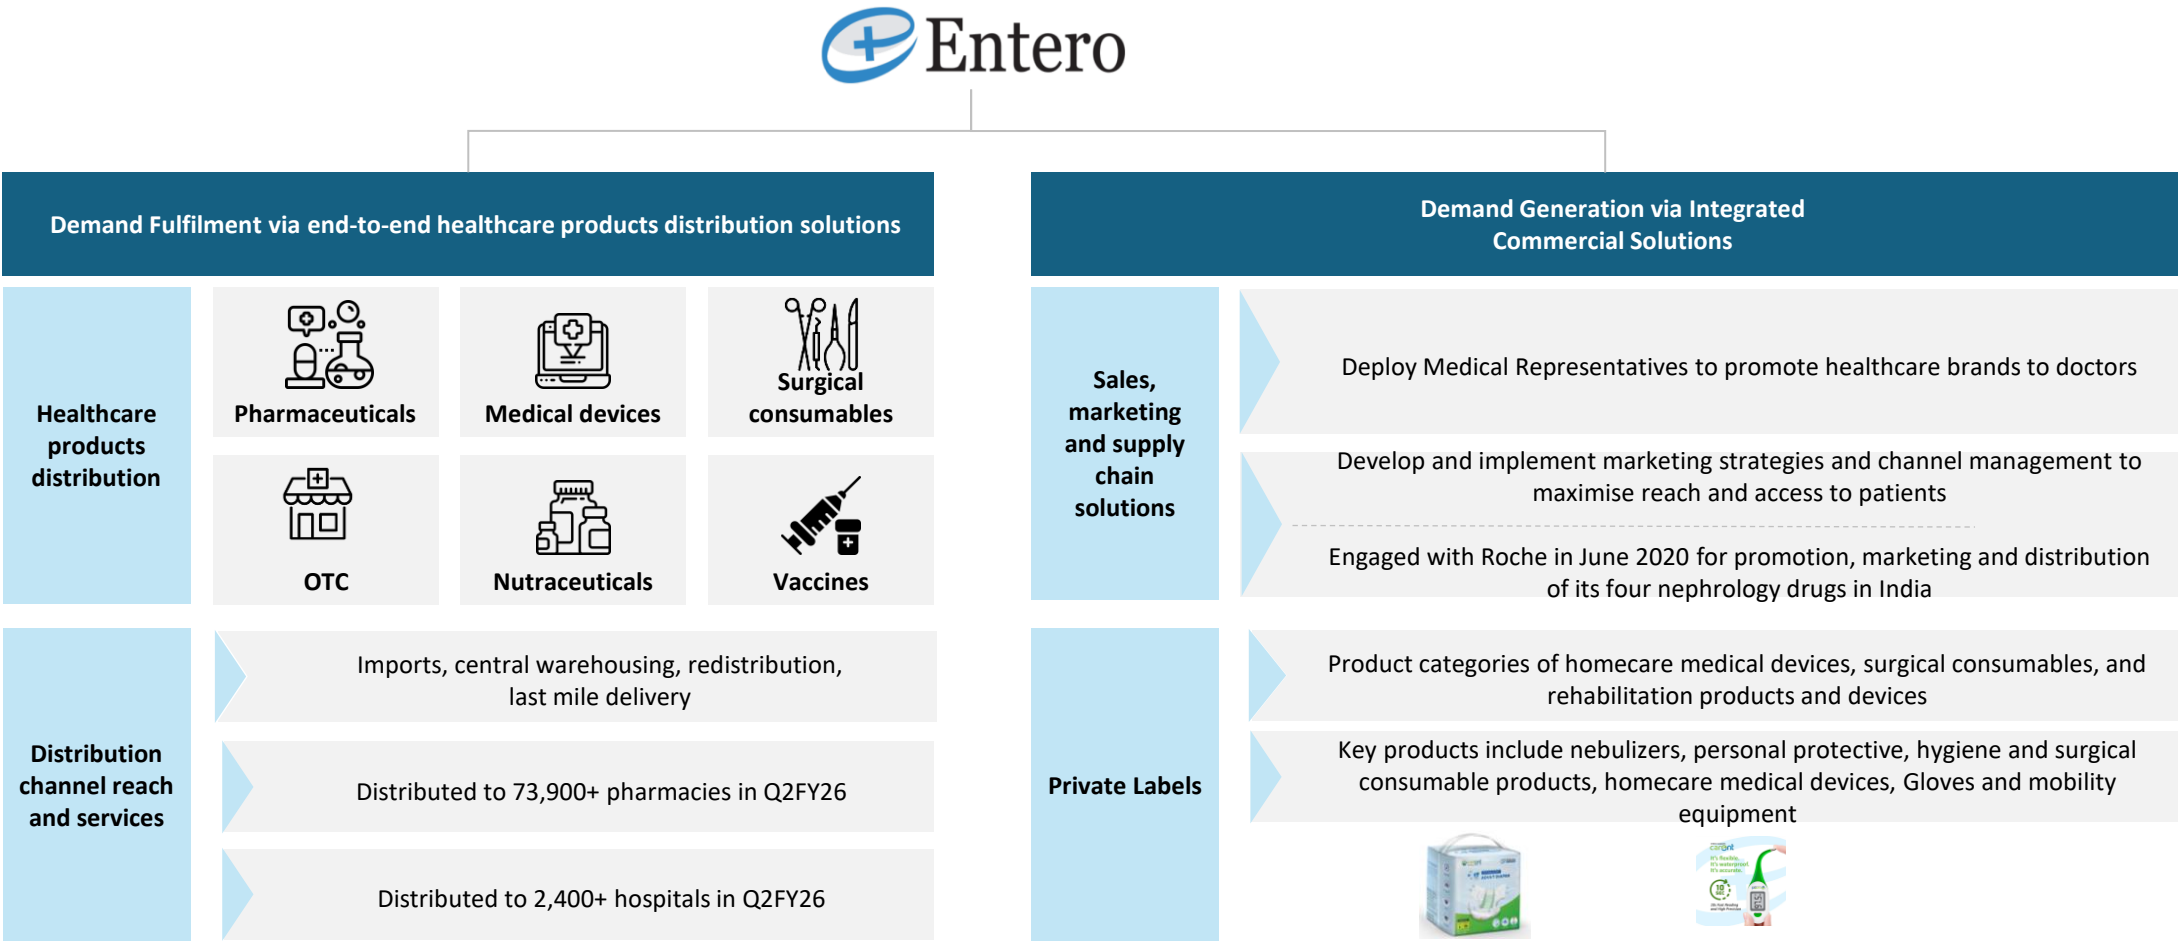 Entero
Demand Fulfilment via end-to-end healthcare products distribution solutions
Healthcare
products
distribution
Pharmaceuticals
Medical devices
Surgical
consumables
OTC
Nutraceuticals
Vaccines
Distribution
channel reach
and services
Imports, central warehousing, redistribution,
last mile delivery
Distributed to 73,900+ pharmacies in Q2FY26
Distributed to 2,400+ hospitals in Q2FY26
Demand Generation via Integrated
Commercial Solutions
Sales,
marketing
and supply
chain
solutions
Deploy Medical Representatives to promote healthcare brands to doctors
Develop and implement marketing strategies and channel management to
maximise reach and access to patients
Engaged with Roche in June 2020 for promotion, marketing and distribution
of its four nephrology drugs in India
Private Labels
Product categories of homecare medical devices, surgical consumables, and
rehabilitation products and devices
Key products include nebulizers, personal protective, hygiene and surgical
consumable products, homecare medical devices, Gloves and mobility
equipment
It's flexible.
It's waterproof.
It's accurate.